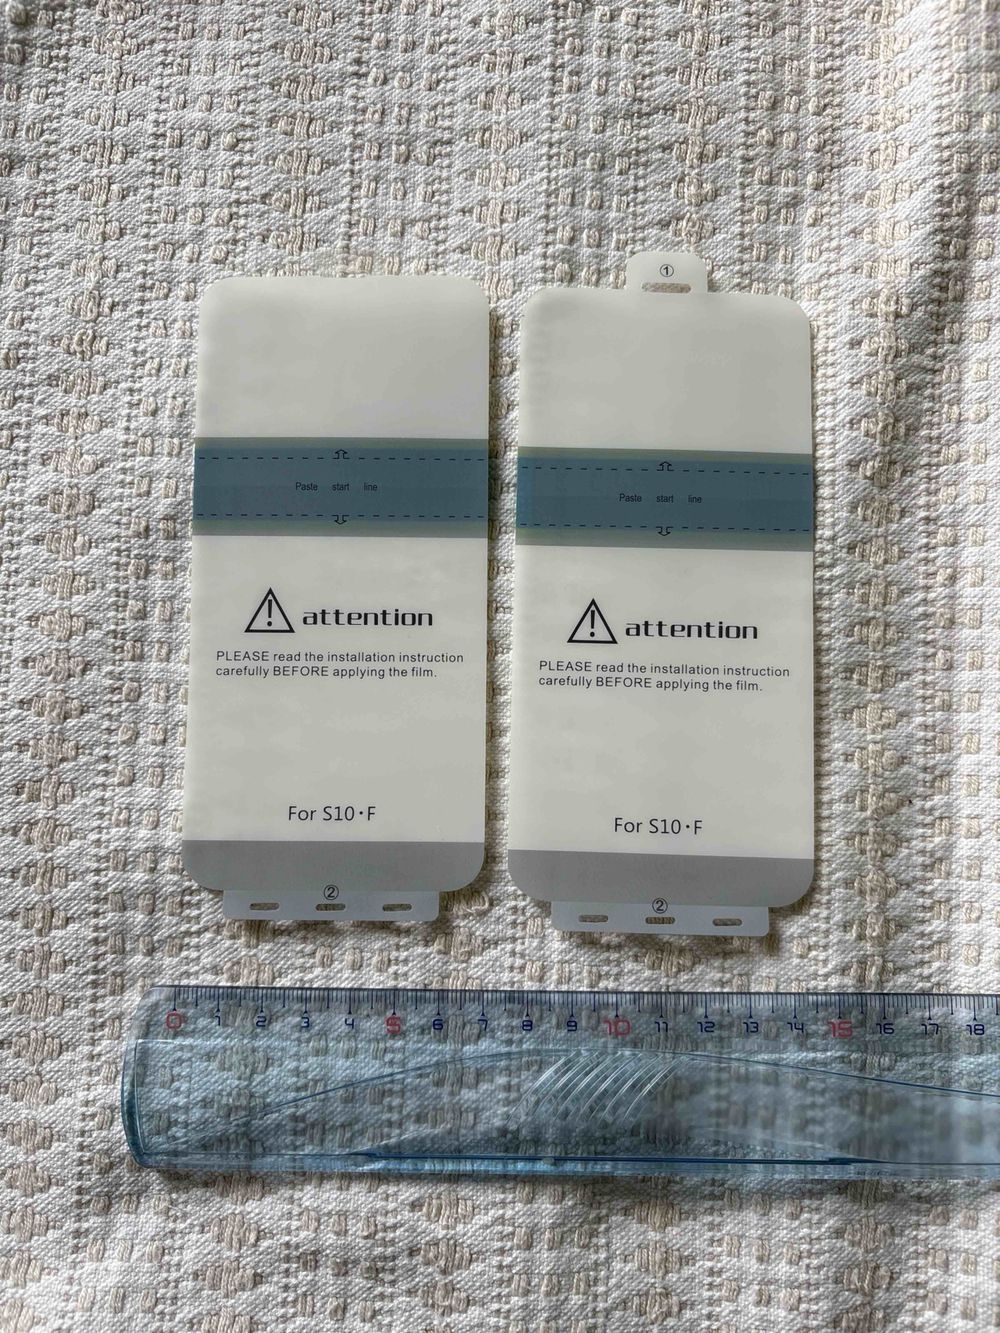 Paste start line
attention
PLEASE read the installation instruction
carefully BEFORE applying the film.
For S10·F
②
①
Paste start line
attention
PLEASE read the installation instruction
carefully BEFORE applying the film.
For S10·F
②
0 1 2 3 4 5 6 7 8 9 10 11 12 13 14 15 16 17 18